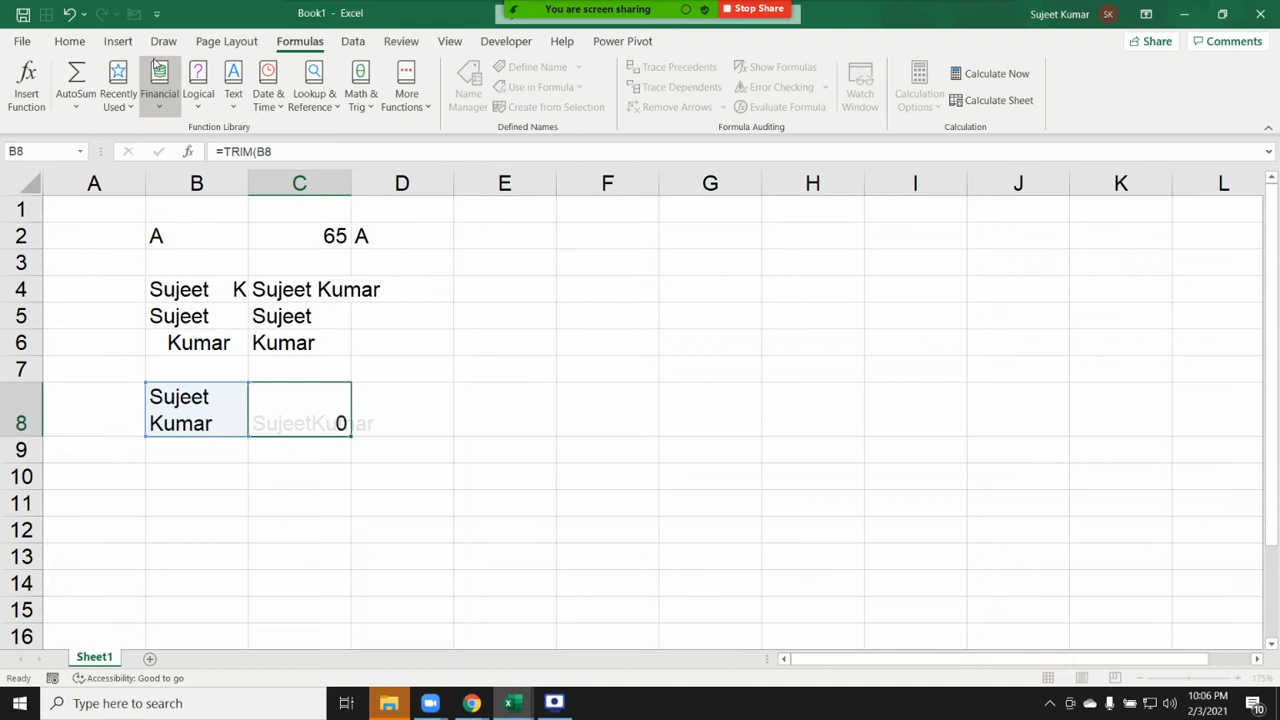 Book1 - Excel
You are screen sharing
Stop Share
Sujeet Kumar
SK
File Home Insert Draw Page Layout Formulas Data Review View Developer Help Power Pivot
Share
Comments
Insert Function
AutoSum
Recently Used
Financial
Logical
Text
Date & Time
Lookup & Reference
Math & Trig
More Functions
Function Library
Name Manager
Define Name
Use in Formula
Create from Selection
Defined Names
Trace Precedents
Trace Dependents
Remove Arrows
Show Formulas
Error Checking
Evaluate Formula
Formula Auditing
Watch Window
Calculation Options
Calculate Now
Calculate Sheet
Calculation
B8
fx
=TRIM(B8
A B C D E F G H I J K L
1
2 A 65 A
3
4 Sujeet K Sujeet Kumar
5 Sujeet Sujeet
6 Kumar Kumar
7
Sujeet
8 Kumar SujeetKumar 0
9
10
11
12
13
14
15
16
Sheet1
Accessibility: Good to go
175%
Type here to search
10:06 PM
2/3/2021